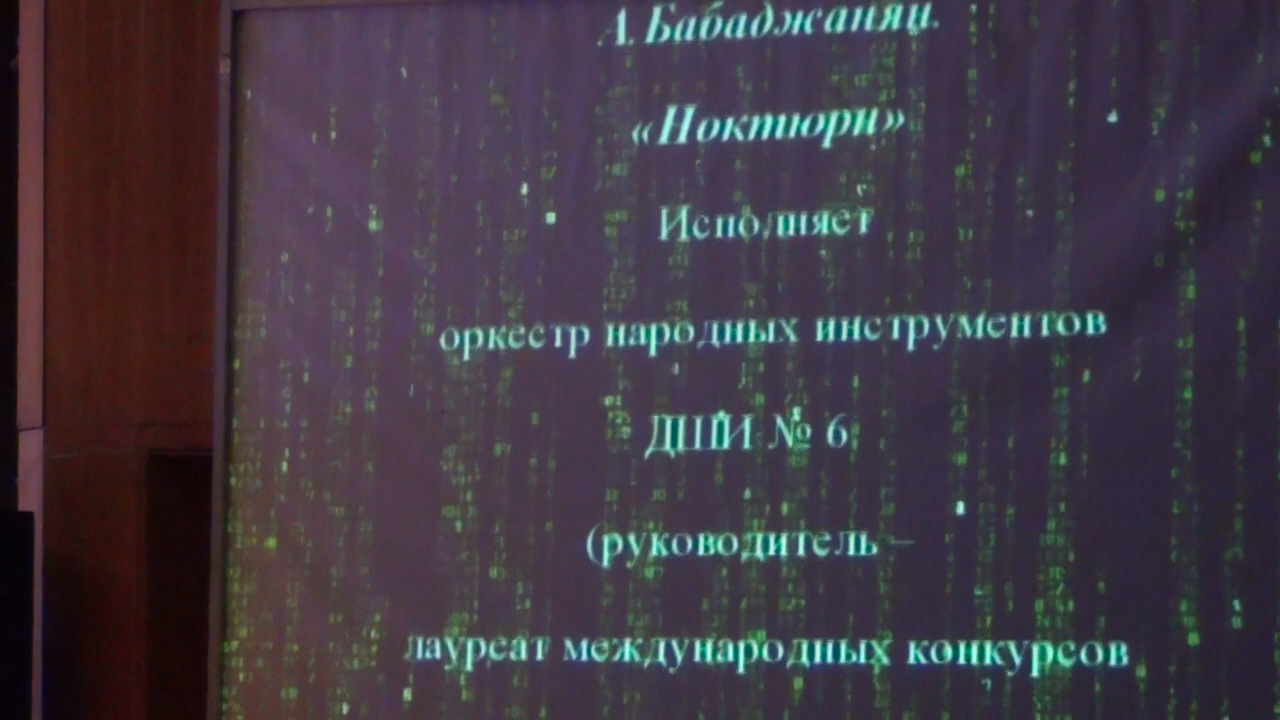 А. Бабаджанян.
«Ноктюрн»
Исполняет
оркестр народных инструментов
ДШИ № 6
(руководитель –
лауреат международных конкурсов